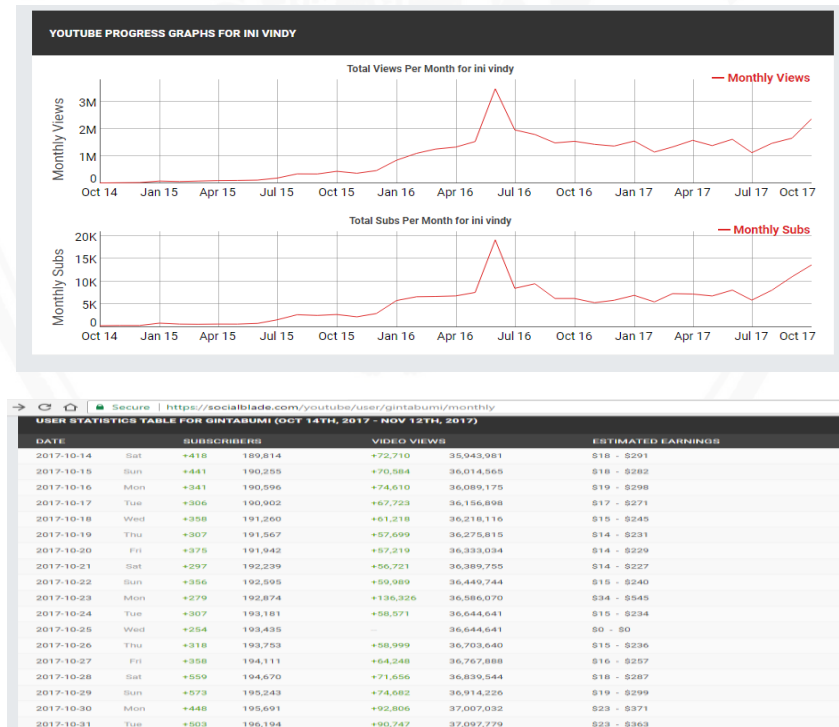 YOUTUBE PROGRESS GRAPHS FOR INI VINDY
Total Views Per Month for ini vindy
— Monthly Views
Monthly Views
3M
2M
1M
0
Oct 14 Jan 15 Apr 15 Jul 15 Oct 15 Jan 16 Apr 16 Jul 16 Oct 16 Jan 17 Apr 17 Jul 17 Oct 17
Total Subs Per Month for ini vindy
— Monthly Subs
Monthly Subs
20K
15K
10K
5K
0
Oct 14 Jan 15 Apr 15 Jul 15 Oct 15 Jan 16 Apr 16 Jul 16 Oct 16 Jan 17 Apr 17 Jul 17 Oct 17
Secure | https://socialblade.com/youtube/user/gintabumi/monthly
USER STATISTICS TABLE FOR GINTABUMI (OCT 14TH, 2017 - NOV 12TH, 2017)
DATE SUBSCRIBERS VIDEO VIEWS ESTIMATED EARNINGS
2017-10-14 Sat +418 189,814 +72,710 35,943,981 $18 - $291
2017-10-15 Sun +441 190,255 +70,584 36,014,565 $18 - $282
2017-10-16 Mon +341 190,596 +74,610 36,089,175 $19 - $298
2017-10-17 Tue +306 190,902 +67,723 36,156,898 $17 - $271
2017-10-18 Wed +358 191,260 +61,218 36,218,116 $15 - $245
2017-10-19 Thu +307 191,567 +57,699 36,275,815 $14 - $231
2017-10-20 Fri +375 191,942 +57,219 36,333,034 $14 - $229
2017-10-21 Sat +297 192,239 +56,721 36,389,755 $14 - $227
2017-10-22 Sun +356 192,595 +59,989 36,449,744 $15 - $240
2017-10-23 Mon +279 192,874 +136,326 36,586,070 $34 - $545
2017-10-24 Tue +307 193,181 +58,571 36,644,641 $15 - $234
2017-10-25 Wed +254 193,435 -- 36,644,641 $0 - $0
2017-10-26 Thu +318 193,753 +58,999 36,703,640 $15 - $236
2017-10-27 Fri +358 194,111 +64,248 36,767,888 $16 - $257
2017-10-28 Sat +559 194,670 +71,656 36,839,544 $18 - $287
2017-10-29 Sun +573 195,243 +74,682 36,914,226 $19 - $299
2017-10-30 Mon +448 195,691 +92,806 37,007,032 $23 - $371
2017-10-31 Tue +503 196,194 +90,747 37,097,779 $23 - $363